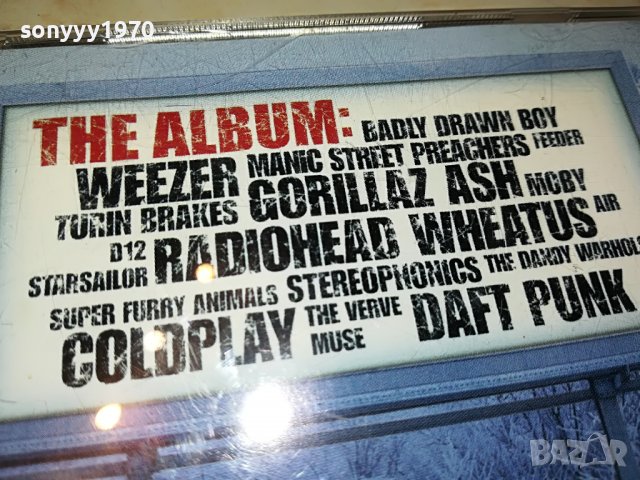 sonyyy1970
THE ALBUM: BADLY DRAWN BOY
WEEZER MANIC STREET PREACHERS FEEDER
TURIN BRAKES GORILLAZ ASH MOBY
D12 RADIOHEAD WHEATUS AIR
STARSAILOR
SUPER FURRY ANIMALS STEREOPHONICS THE DANDY WARHOLS
COLDPLAY THE VERVE DAFT PUNK
MUSE
BAZAR